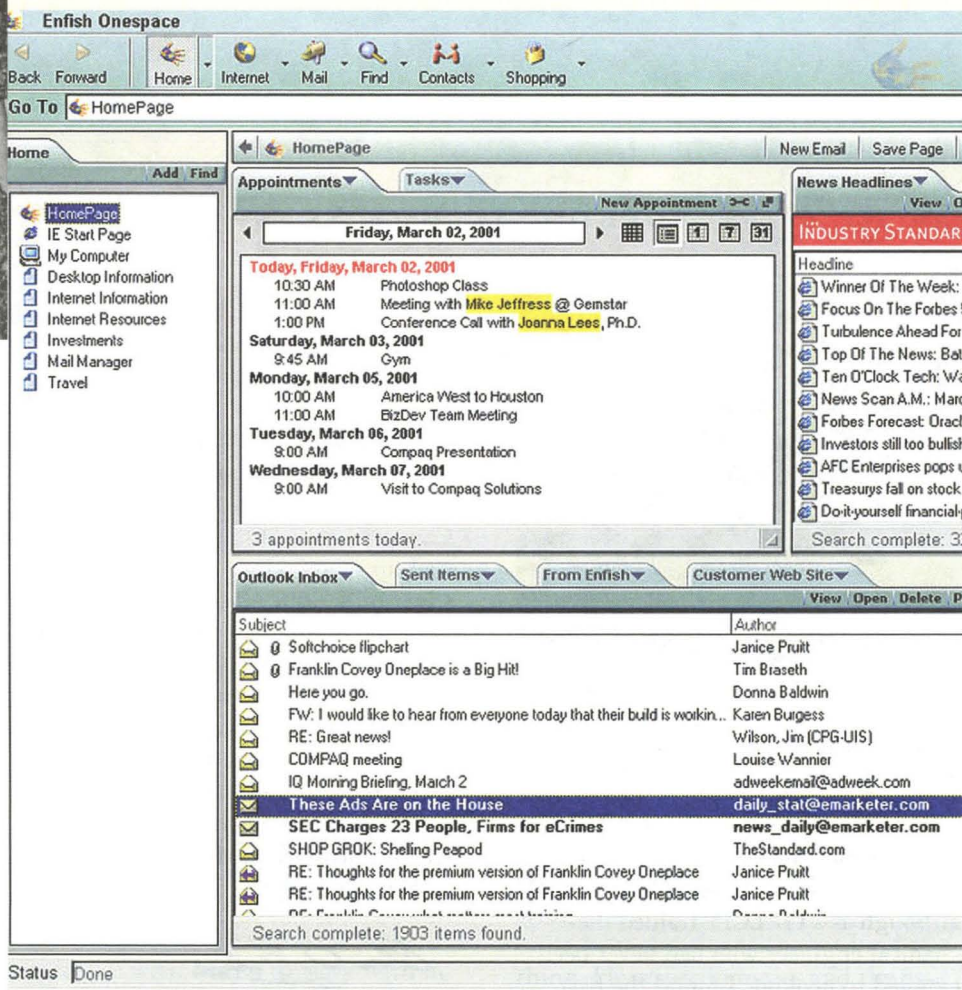 Enfish Onespace
Back Forward Home Internet Mail Find Contacts Shopping
Go To HomePage
Home
Add Find
HomePage
IE Start Page
My Computer
Desktop Information
Internet Information
Internet Resources
Investments
Mail Manager
Travel
HomePage
New Email Save Page
Appointments Tasks
New Appointment
Friday, March 02, 2001
1 7 31
Today, Friday, March 02, 2001
10:30 AM Photoshop Class
11:00 AM Meeting with Mike Jeffress @ Gemstar
1:00 PM Conference Call with Joanna Lees, Ph.D.
Saturday, March 03, 2001
9:45 AM Gym
Monday, March 05, 2001
10:00 AM America West to Houston
11:00 AM BizDev Team Meeting
Tuesday, March 06, 2001
9:00 AM Compaq Presentation
Wednesday, March 07, 2001
9:00 AM Visit to Compaq Solutions
3 appointments today.
News Headlines
View
THE INDUSTRY STANDAR
Headline
Winner Of The Week:
Focus On The Forbes
Turbulence Ahead For
Top Of The News: Bat
Ten O'Clock Tech: Wa
News Scan A.M.: Marc
Forbes Forecast: Oracl
Investors still too bullish
AFC Enterprises pops u
Treasurys fall on stock
Do-it-yourself financial
Search complete: 3
Outlook Inbox Sent Items From Enfish Customer Web Site
View Open Delete P
Subject Author
Softchoice flipchart Janice Pruitt
Franklin Covey Oneplace is a Big Hit! Tim Braseth
Here you go. Donna Baldwin
FW: I would like to hear from everyone today that their build is workin... Karen Burgess
RE: Great news! Wilson, Jim (CPG-UIS)
COMPAQ meeting Louise Wannier
IQ Morning Briefing, March 2 adweekemail@adweek.com
These Ads Are on the House daily_stat@emarketer.com
SEC Charges 23 People, Firms for eCrimes news_daily@emarketer.com
SHOP GROK: Shelling Peapod TheStandard.com
RE: Thoughts for the premium version of Franklin Covey Oneplace Janice Pruitt
RE: Thoughts for the premium version of Franklin Covey Oneplace Janice Pruitt
Search complete; 1903 items found.
Status Done